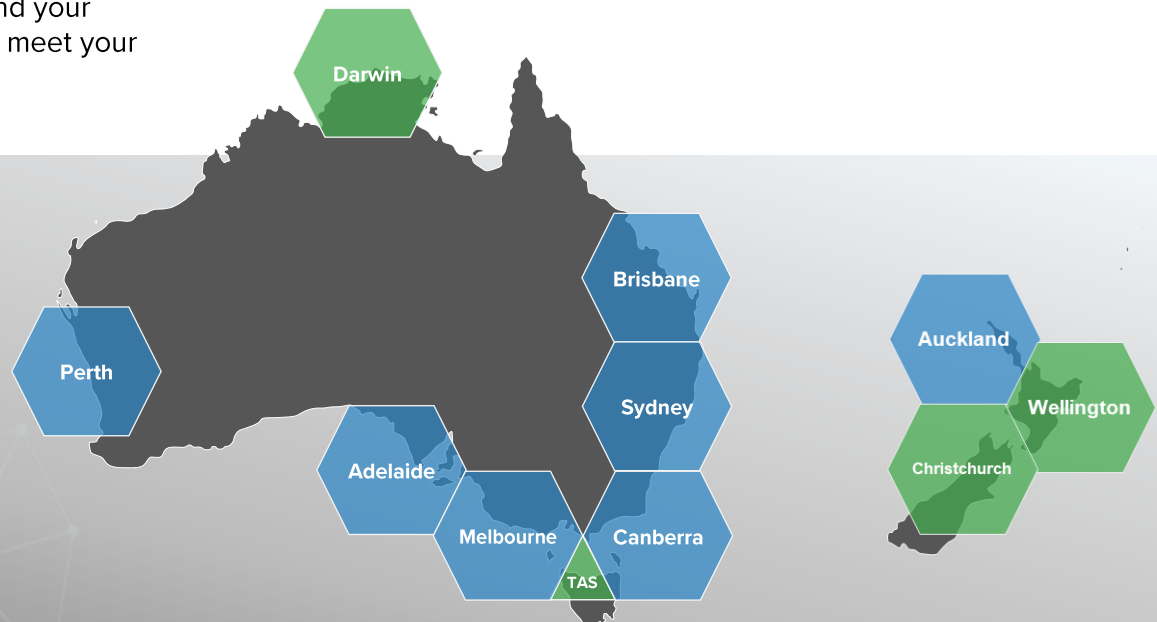 nd your
meet your
Darwin
Brisbane
Perth
Auckland
Sydney
Wellington
Adelaide
Christchurch
Melbourne
Canberra
TAS